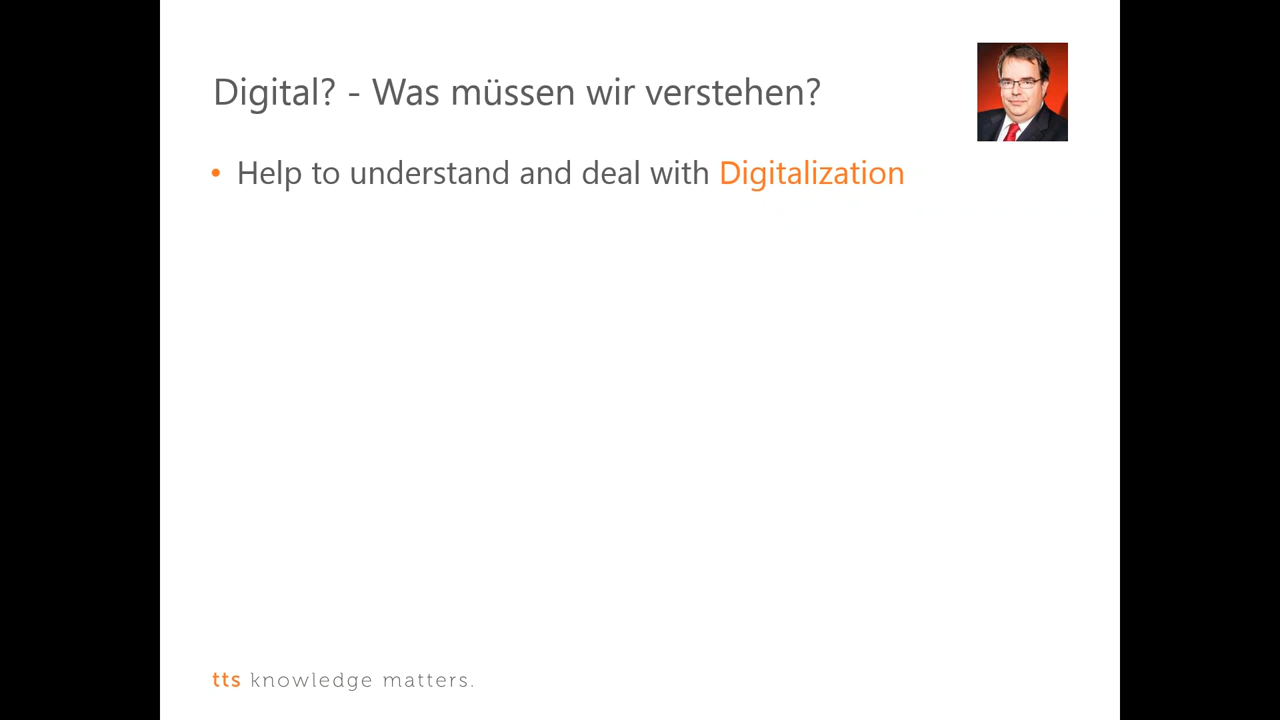 Digital? - Was müssen wir verstehen?
• Help to understand and deal with Digitalization
tts knowledge matters.